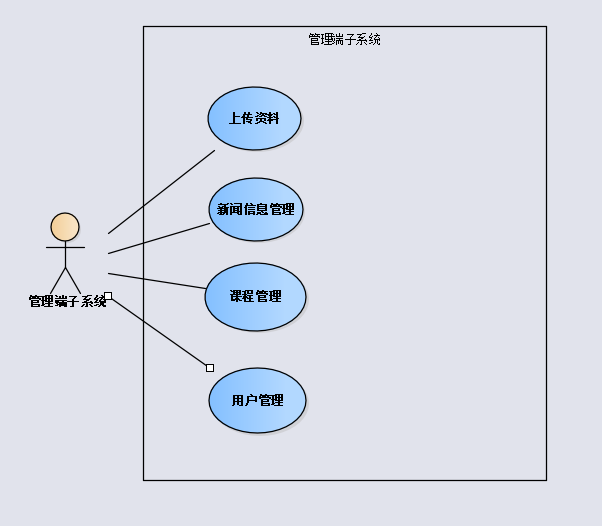 管理端子系统
上传资料
新闻信息管理
课程管理
管理端子系统
用户管理